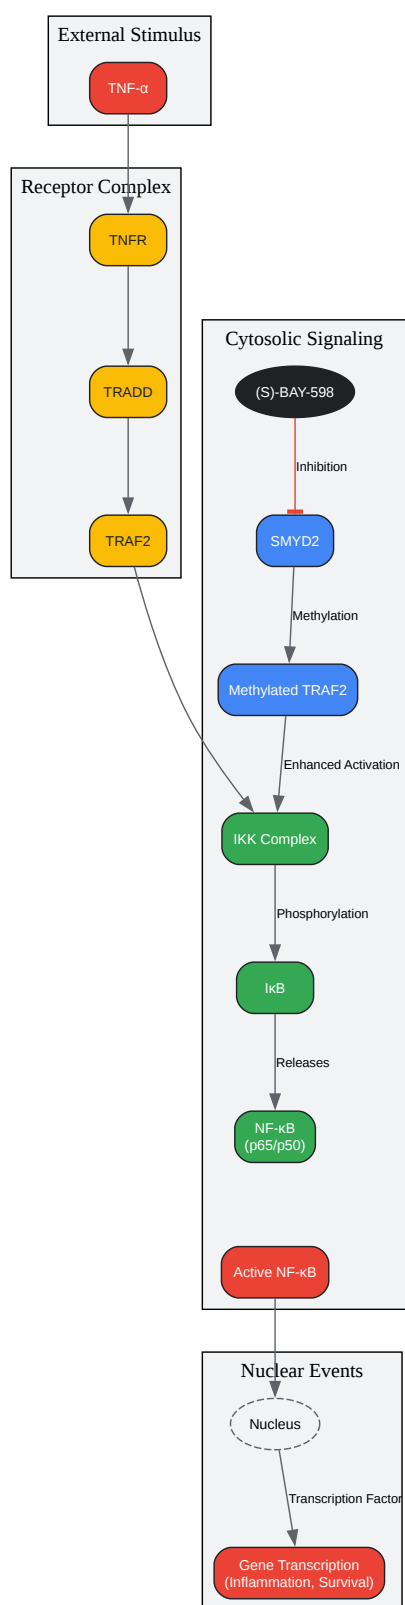 External Stimulus
TNF-α
Receptor Complex
TNFR
TRADD
TRAF2
Cytosolic Signaling
(S)-BAY-598
Inhibition
SMYD2
Methylation
Methylated TRAF2
Enhanced Activation
IKK Complex
Phosphorylation
IκB
Releases
NF-κB
(p65/p50)
Active NF-κB
Nuclear Events
Nucleus
Transcription Factor
Gene Transcription
(Inflammation, Survival)